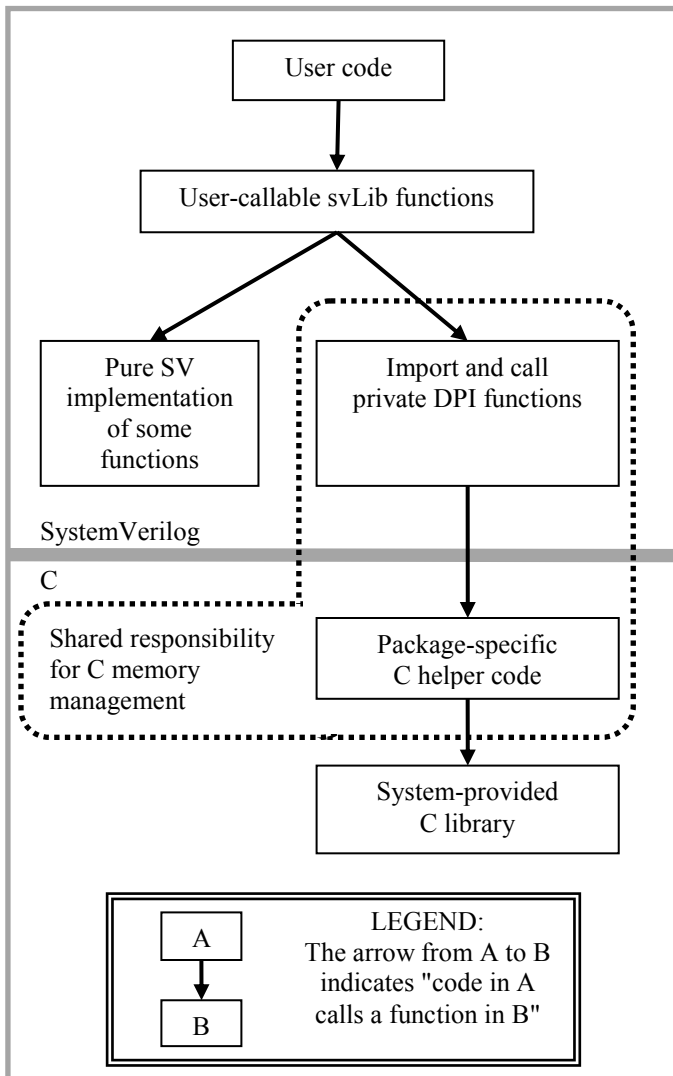 User code
User-callable svLib functions
Pure SV
implementation
of some
functions
Import and call
private DPI functions
SystemVerilog
C
Shared responsibility
for C memory
management
Package-specific
C helper code
System-provided
C library
A
B
LEGEND:
The arrow from A to B
indicates "code in A
calls a function in B"